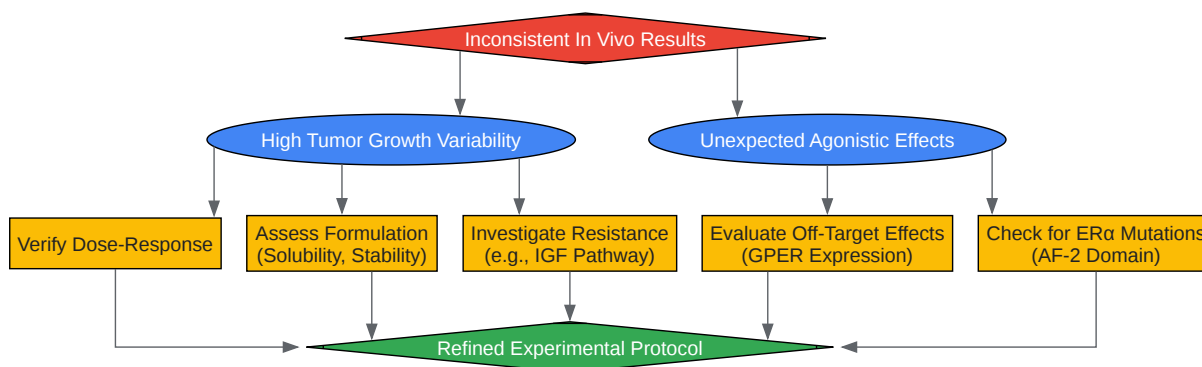 Inconsistent In Vivo Results
High Tumor Growth Variability
Unexpected Agonistic Effects
Verify Dose-Response
Assess Formulation
(Solubility, Stability)
Investigate Resistance
(e.g., IGF Pathway)
Evaluate Off-Target Effects
(GPER Expression)
Check for ERα Mutations
(AF-2 Domain)
Refined Experimental Protocol